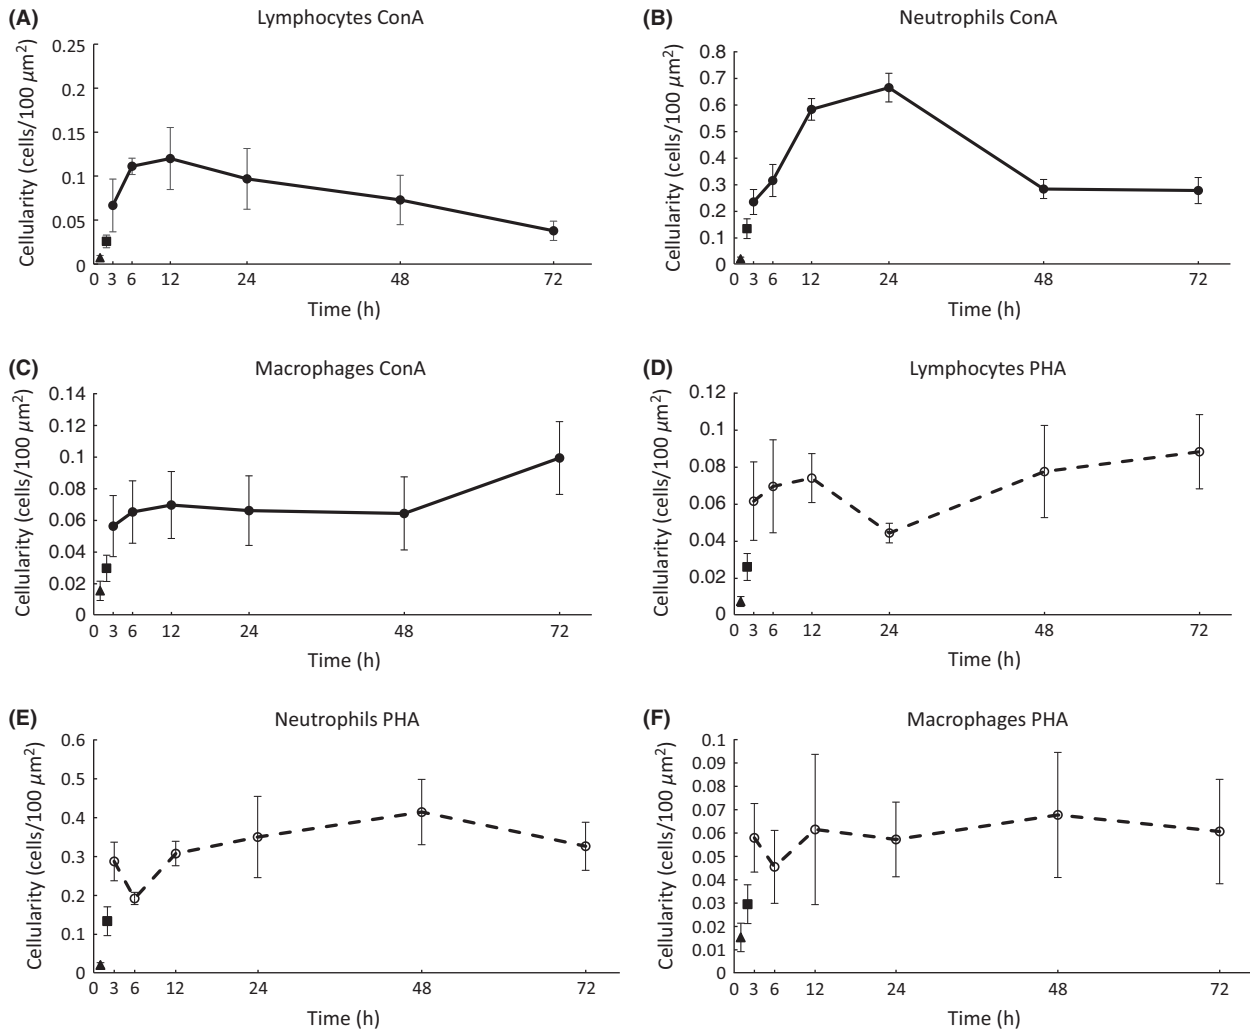 (A) Lymphocytes ConA
Cellularity (cells/100 μm²)
0.25
0.2
0.15
0.1
0.05
0
0 3 6 12 24 48 72
Time (h)
(B) Neutrophils ConA
Cellularity (cells/100 μm²)
0.8
0.7
0.6
0.5
0.4
0.3
0.2
0.1
0
0 3 6 12 24 48 72
Time (h)
(C) Macrophages ConA
Cellularity (cells/100 μm²)
0.14
0.12
0.1
0.08
0.06
0.04
0.02
0
0 3 6 12 24 48 72
Time (h)
(D) Lymphocytes PHA
Cellularity (cells/100 μm²)
0.12
0.1
0.08
0.06
0.04
0.02
0
0 3 6 12 24 48 72
Time (h)
(E) Neutrophils PHA
Cellularity (cells/100 μm²)
0.6
0.5
0.4
0.3
0.2
0.1
0
0 3 6 12 24 48 72
Time (h)
(F) Macrophages PHA
Cellularity (cells/100 μm²)
0.1
0.09
0.08
0.07
0.06
0.05
0.04
0.03
0.02
0.01
0
0 3 6 12 24 48 72
Time (h)